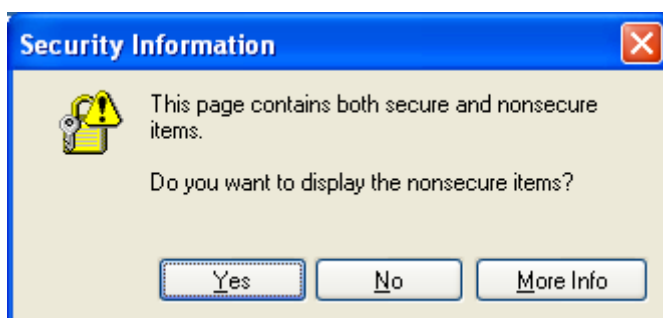 Security Information
This page contains both secure and nonsecure
items.
Do you want to display the nonsecure items?
Yes No More Info